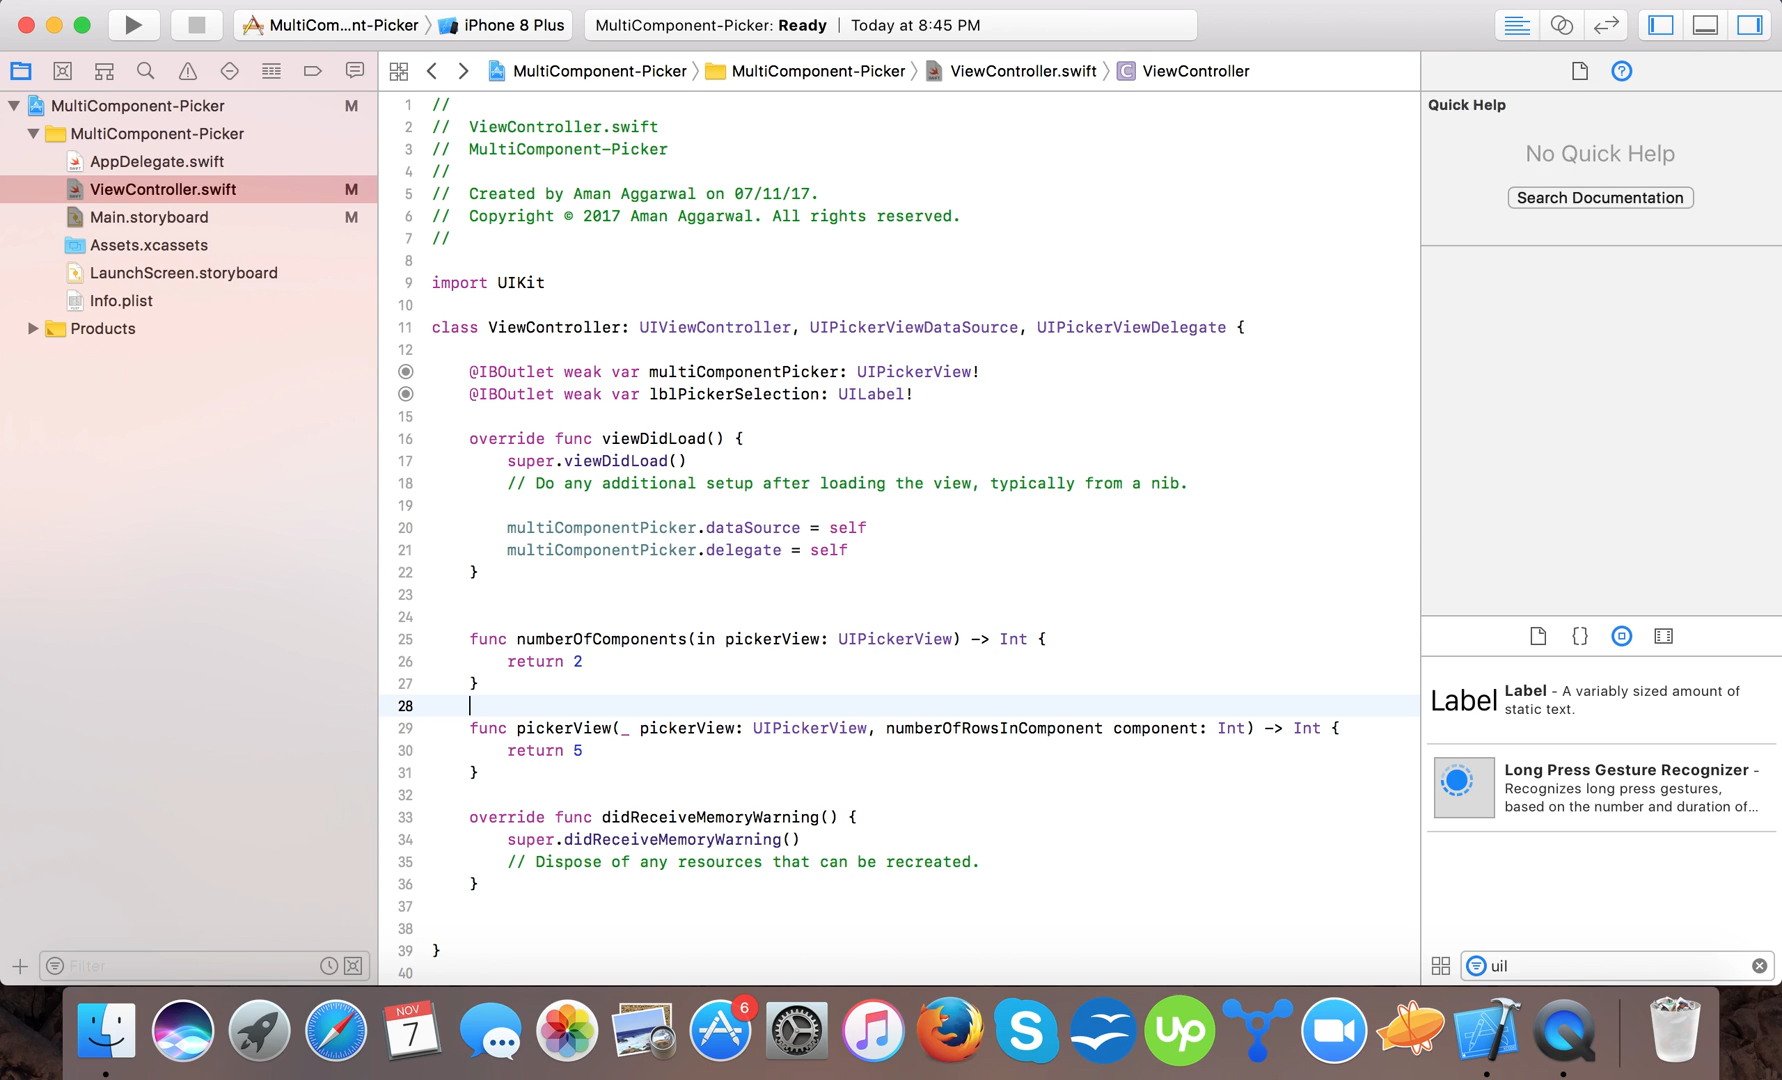 MultiCom...nt-Picker 〉 iPhone 8 Plus
MultiComponent-Picker: Ready | Today at 8:45 PM
MultiComponent-Picker 〉 MultiComponent-Picker 〉 ViewController.swift 〉 C ViewController
MultiComponent-Picker M
MultiComponent-Picker
AppDelegate.swift
ViewController.swift M
Main.storyboard M
Assets.xcassets
LaunchScreen.storyboard
Info.plist
Products
Filter
1 //
2 //  ViewController.swift
3 //  MultiComponent-Picker
4 //
5 //  Created by Aman Aggarwal on 07/11/17.
6 //  Copyright © 2017 Aman Aggarwal. All rights reserved.
7 //
8
9 import UIKit
10
11 class ViewController: UIViewController, UIPickerViewDataSource, UIPickerViewDelegate {
12
@IBOutlet weak var multiComponentPicker: UIPickerView!
@IBOutlet weak var lblPickerSelection: UILabel!
15
16 override func viewDidLoad() {
17 super.viewDidLoad()
18 // Do any additional setup after loading the view, typically from a nib.
19
20 multiComponentPicker.dataSource = self
21 multiComponentPicker.delegate = self
22 }
23
24
25 func numberOfComponents(in pickerView: UIPickerView) -> Int {
26 return 2
27 }
28
29 func pickerView(_ pickerView: UIPickerView, numberOfRowsInComponent component: Int) -> Int {
30 return 5
31 }
32
33 override func didReceiveMemoryWarning() {
34 super.didReceiveMemoryWarning()
35 // Dispose of any resources that can be recreated.
36 }
37
38
39 }
40
Quick Help
No Quick Help
Search Documentation
{}
Label
Label - A variably sized amount of
static text.
Long Press Gesture Recognizer -
Recognizes long press gestures,
based on the number and duration of...
uil
NOV
7
6
S
Up